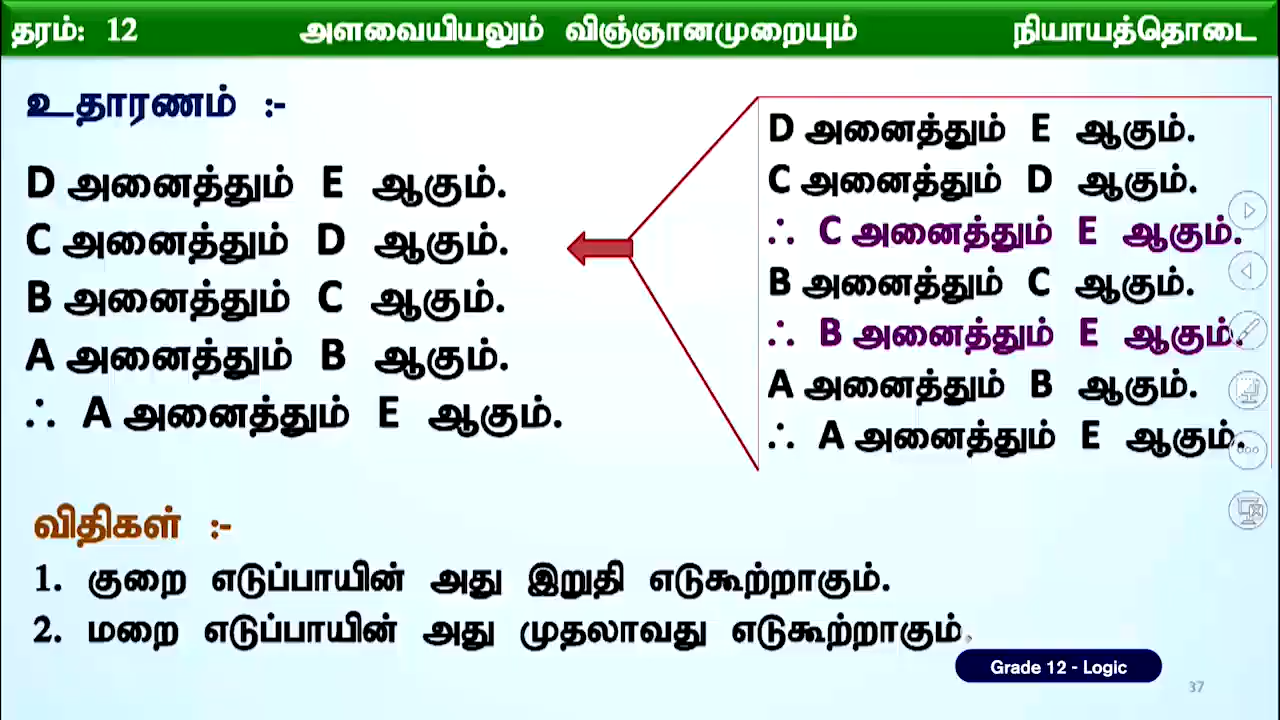 தரம்: 12 அளவையியலும் விஞ்ஞானமுறையும் நியாயத்தொடை
உதாரணம் :-
D அனைத்தும் E ஆகும்.
C அனைத்தும் D ஆகும்.
B அனைத்தும் C ஆகும்.
A அனைத்தும் B ஆகும்.
∴ A அனைத்தும் E ஆகும்.
D அனைத்தும் E ஆகும்.
C அனைத்தும் D ஆகும்.
∴ C அனைத்தும் E ஆகும்.
B அனைத்தும் C ஆகும்.
∴ B அனைத்தும் E ஆகும்.
A அனைத்தும் B ஆகும்.
∴ A அனைத்தும் E ஆகும்.
விதிகள் :-
1. குறை எடுப்பாயின் அது இறுதி எடுகூற்றாகும்.
2. மறை எடுப்பாயின் அது முதலாவது எடுகூற்றாகும்.
Grade 12 - Logic
37